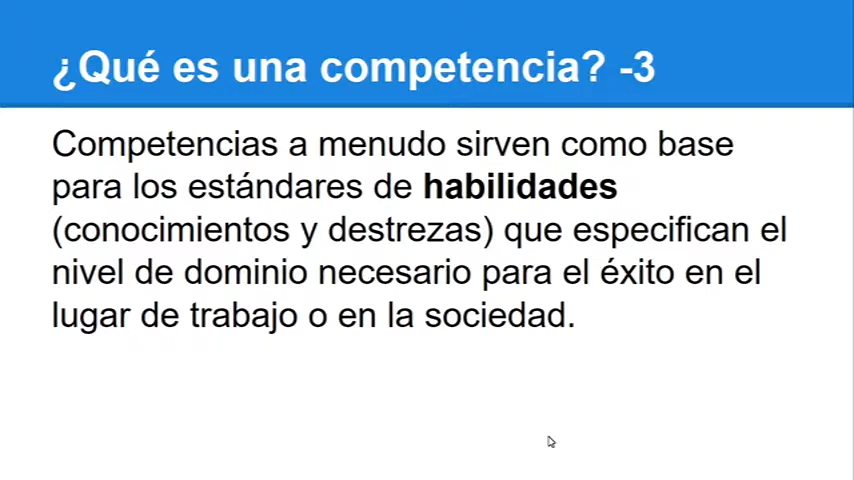 ¿Qué es una competencia? -3
Competencias a menudo sirven como base
para los estándares de habilidades
(conocimientos y destrezas) que especifican el
nivel de dominio necesario para el éxito en el
lugar de trabajo o en la sociedad.